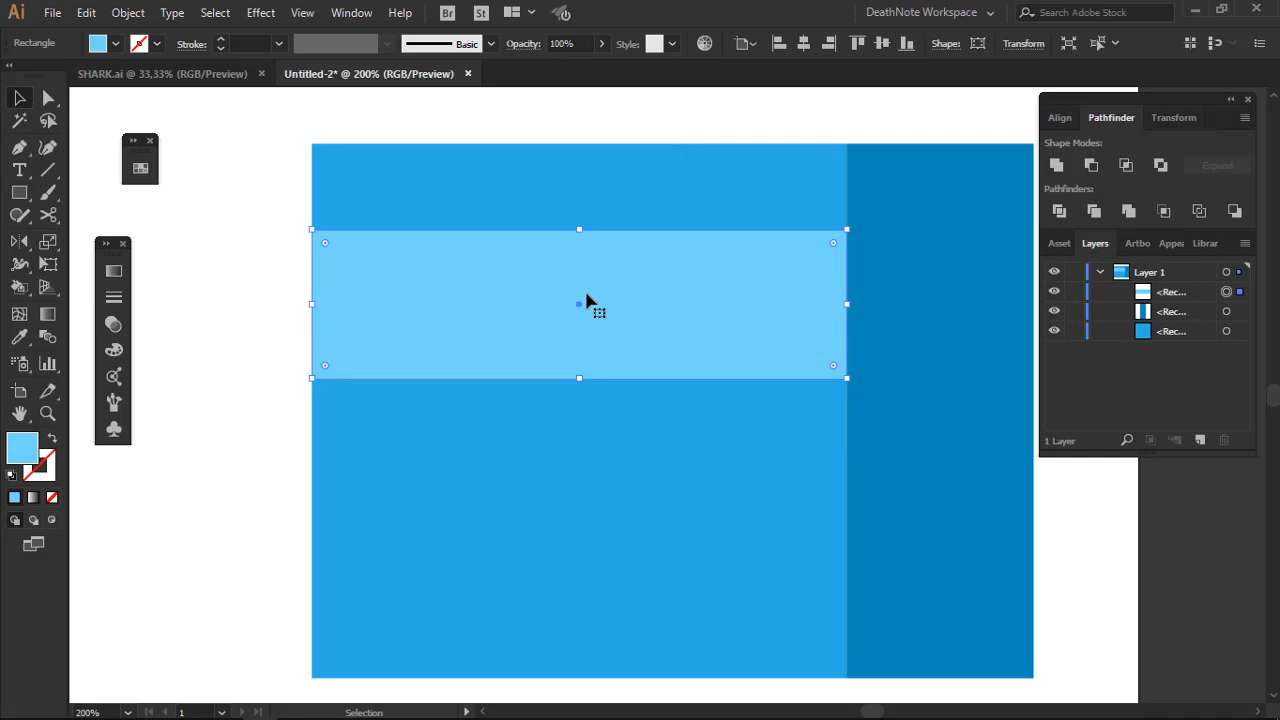 Ai File Edit Object Type Select Effect View Window Help Br St DeathNote Workspace Search Adobe Stock
Rectangle Stroke: Basic Opacity: 100% Style: Shape: Transform
SHARK.ai @ 33,33% (RGB/Preview) Untitled-2* @ 200% (RGB/Preview)
Align Pathfinder Transform
Shape Modes:
Expand
Pathfinders:
Asset Layers Artbo Appea Librar
Layer 1
<Rec...
<Rec...
<Rec...
1 Layer
200% 1 Selection